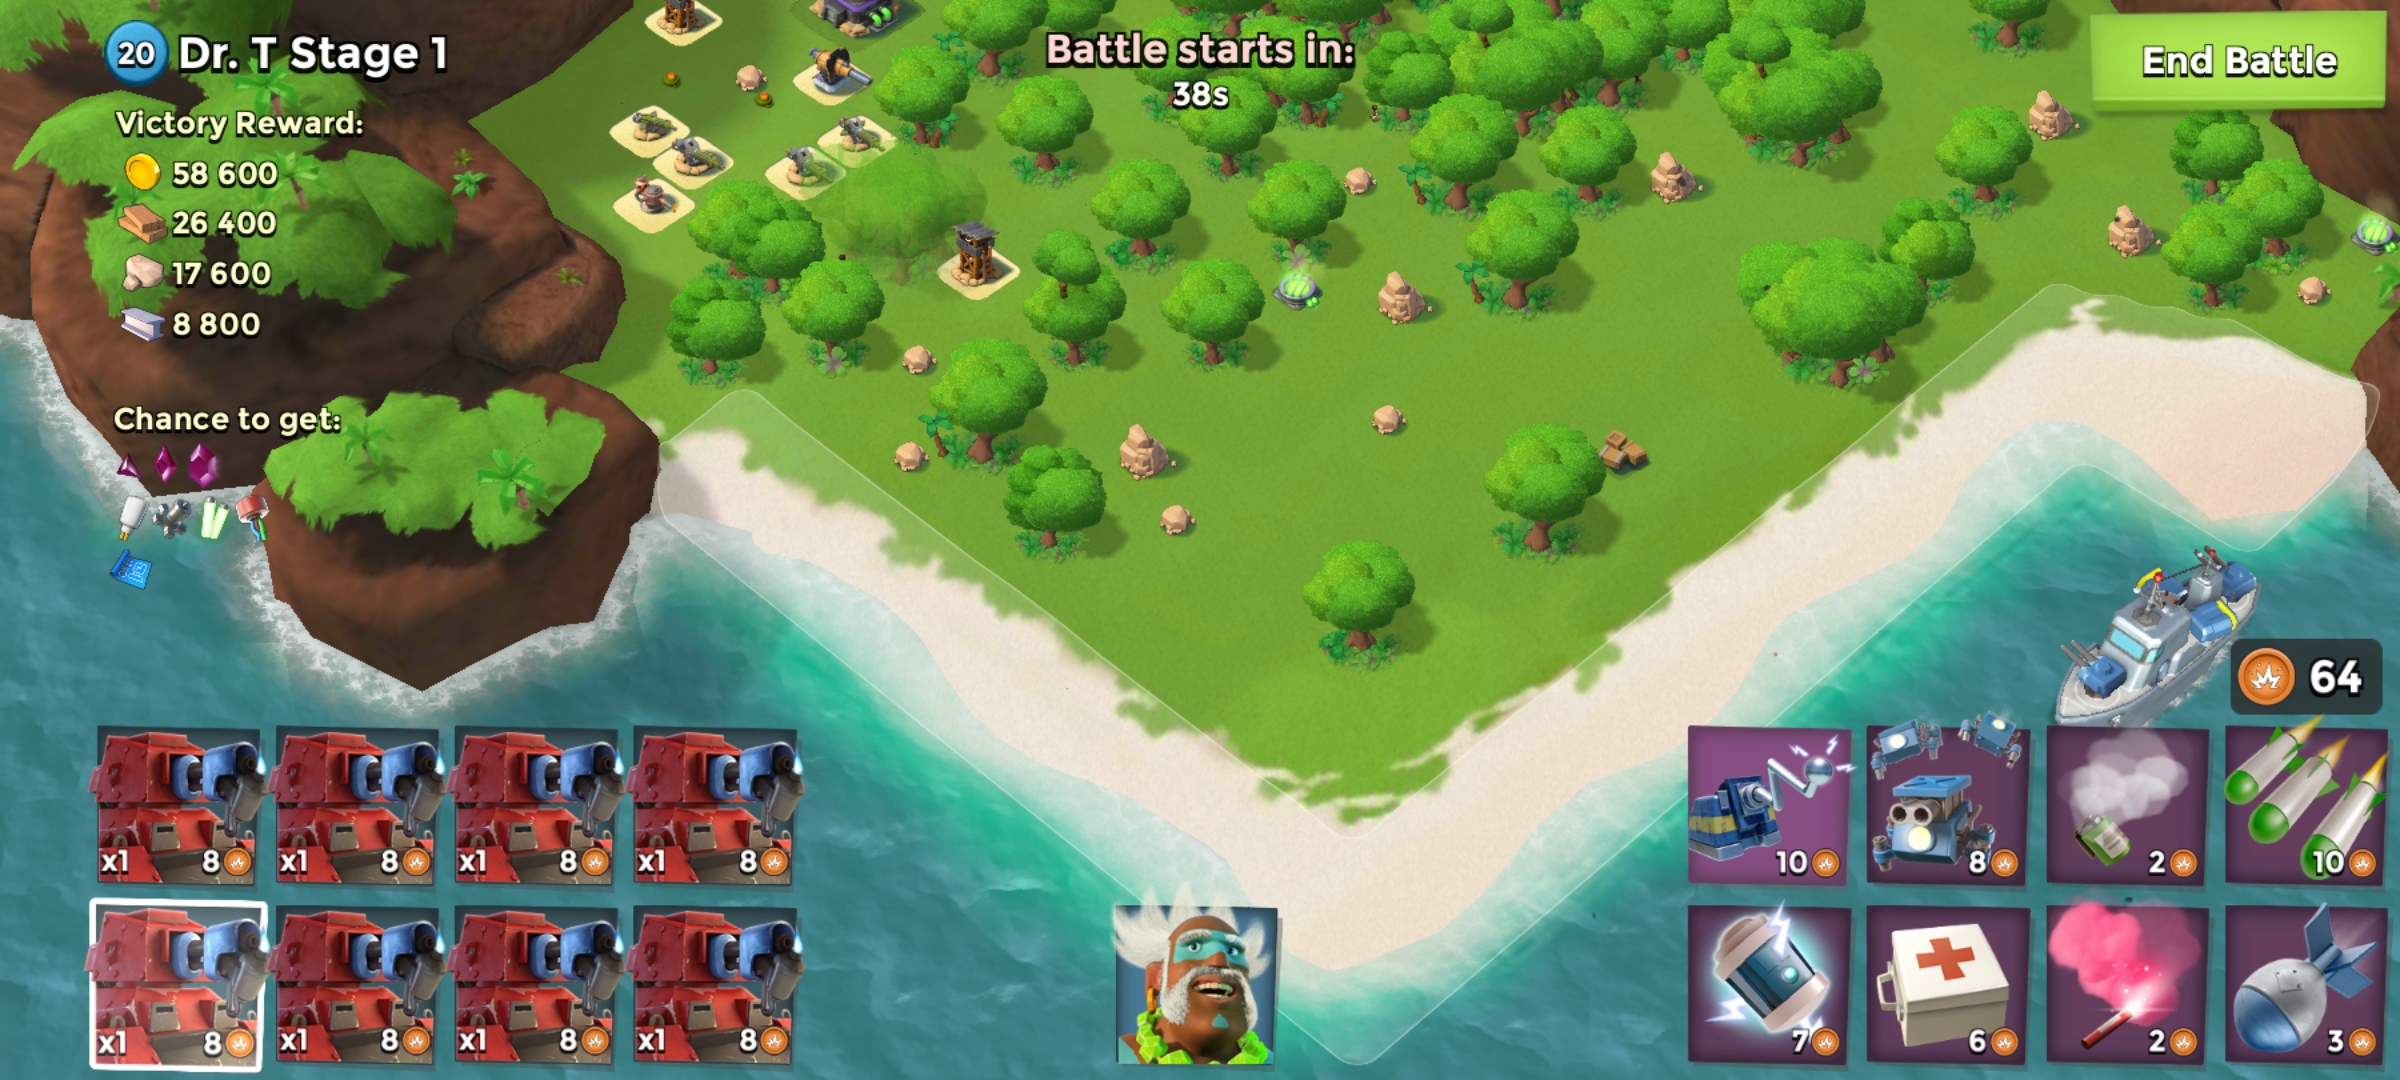 20 Dr. T Stage 1
Battle starts in:
38s
End Battle
Victory Reward:
58 600
26 400
17 600
8 800
Chance to get:
64
x1 8
x1 8
x1 8
x1 8
10
8
2
10
x1 8
x1 8
x1 8
x1 8
7
6
2
3